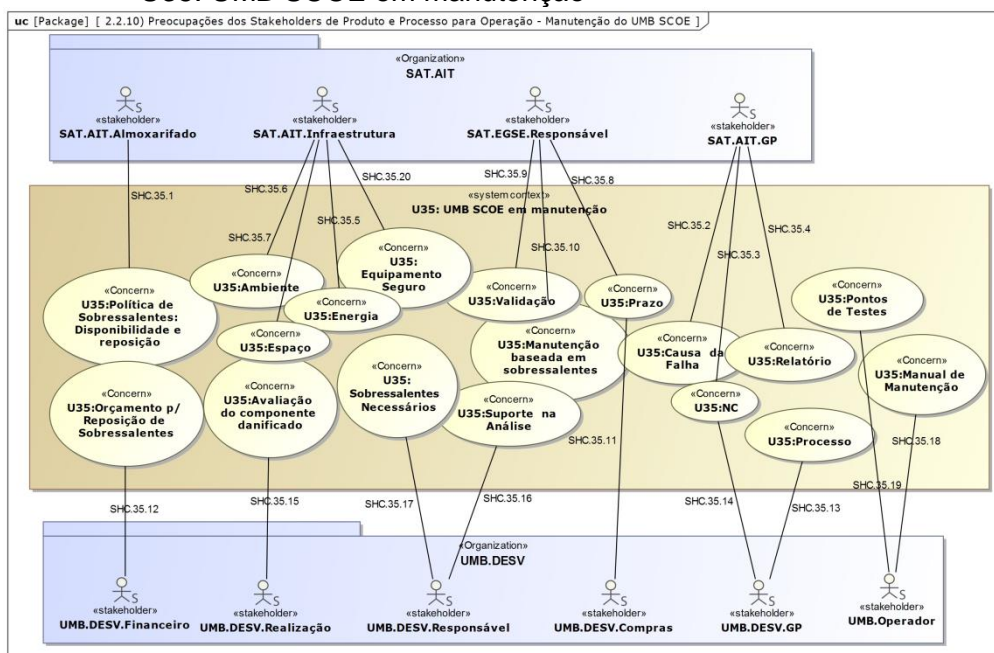 U35: UMB SCOE em manutenção
uc [Package] [ 2.2.10) Preocupações dos Stakeholders de Produto e Processo para Operação - Manutenção do UMB SCOE ]
«Organization»
SAT.AIT
S
«stakeholder»
SAT.AIT.Almoxarifado
S
«stakeholder»
SAT.AIT.Infraestrutura
S
«stakeholder»
SAT.EGSE.Responsável
S
«stakeholder»
SAT.AIT.GP
SHC.35.1
SHC.35.6
SHC.35.20
SHC.35.9
SHC.35.8
SHC.35.7
SHC.35.5
SHC.35.10
SHC.35.2
SHC.35.4
SHC.35.3
«system context»
U35: UMB SCOE em manutenção
«Concern»
U35:Política de
Sobressalentes:
Disponibilidade e
reposição
«Concern»
U35:Ambiente
«Concern»
U35:
Equipamento
Seguro
«Concern»
U35:Energia
«Concern»
U35:Espaço
«Concern»
U35:Validação
«Concern»
U35:Prazo
«Concern»
U35:Pontos
de Testes
«Concern»
U35:Manutenção
baseada em
sobressalentes
«Concern»
U35:Causa da
Falha
«Concern»
U35:Relatório
«Concern»
U35:Manual de
Manutenção
«Concern»
U35:Orçamento p/
Reposição de
Sobressalentes
«Concern»
U35:Avaliação
do componente
danificado
«Concern»
U35:
Sobressalentes
Necessários
«Concern»
U35:Suporte na
Análise
«Concern»
U35:NC
«Concern»
U35:Processo
SHC.35.11
SHC.35.18
SHC.35.12
SHC.35.15
SHC.35.17
SHC.35.16
SHC.35.14
SHC.35.13
SHC.35.19
«Organization»
UMB.DESV
S
«stakeholder»
UMB.DESV.Financeiro
S
«stakeholder»
UMB.DESV.Realização
S
«stakeholder»
UMB.DESV.Responsável
S
«stakeholder»
UMB.DESV.Compras
S
«stakeholder»
UMB.DESV.GP
S
«stakeholder»
UMB.Operador